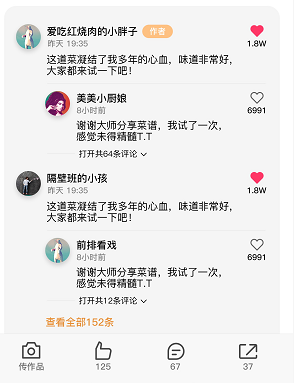 爱吃红烧肉的小胖子 作者
昨天 19:35
1.8W
这道菜凝结了我多年的心血，味道非常好，
大家都来试一下吧！
美美小厨娘
8小时前
6991
谢谢大师分享菜谱，我试了一次，
感觉未得精髓T.T
打开共64条评论
隔壁班的小孩
昨天 19:35
1.8W
这道菜凝结了我多年的心血，味道非常好，
大家都来试一下吧！
前排看戏
8小时前
6991
谢谢大师分享菜谱，我试了一次，
感觉未得精髓T.T
打开共12条评论
查看全部152条
传作品 125 67 37